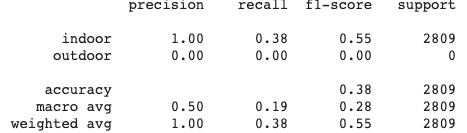 precision recall f1-score support
indoor 1.00 0.38 0.55 2809
outdoor 0.00 0.00 0.00 0
accuracy 0.38 2809
macro avg 0.50 0.19 0.28 2809
weighted avg 1.00 0.38 0.55 2809